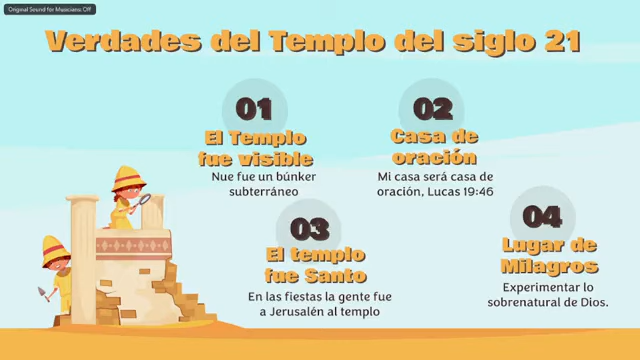 Original Sound for Musicians: Off
Verdades del Templo del siglo 21
01
El Templo
fue visible
Nue fue un búnker
subterráneo
02
Casa de
oración
Mi casa será casa de
oración, Lucas 19:46
03
El templo
fue Santo
En las fiestas la gente fue
a Jerusalén al templo
04
Lugar de
Milagros
Experimentar lo
sobrenatural de Dios.